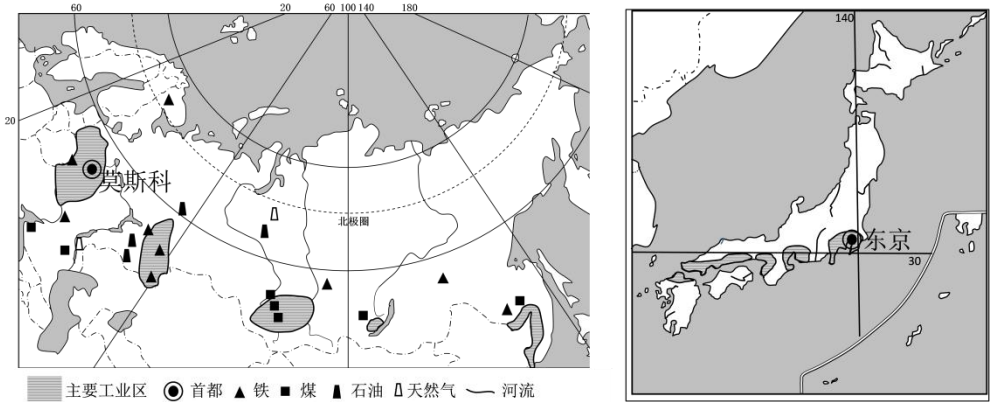 60 20 60 100 140 180
20
莫斯科
北极圈
主要工业区 首都 铁 煤 石油 天然气 河流
140
东京
30